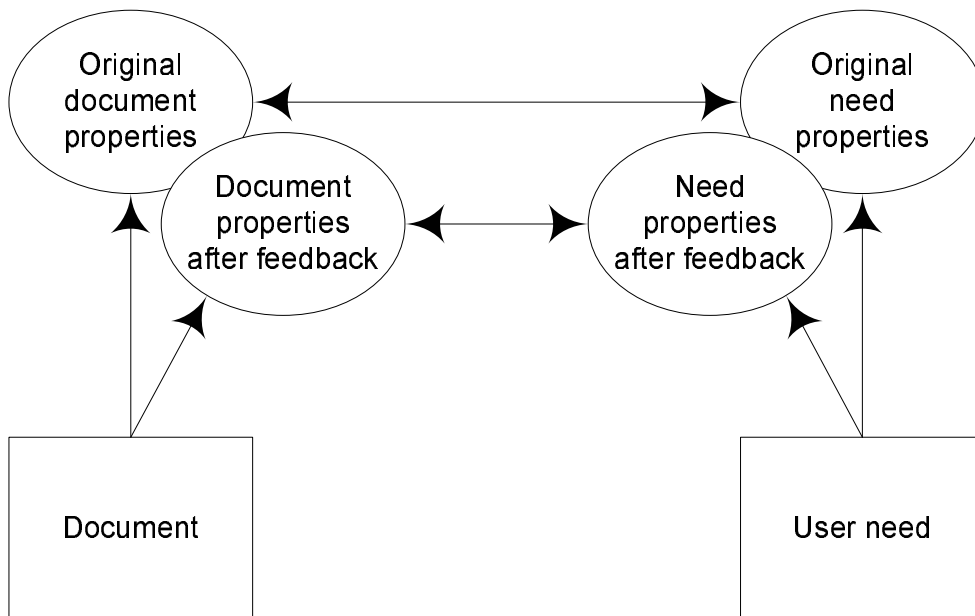 Original
document
properties
Original
need
properties
Document
properties
after feedback
Need
properties
after feedback
Document
User need